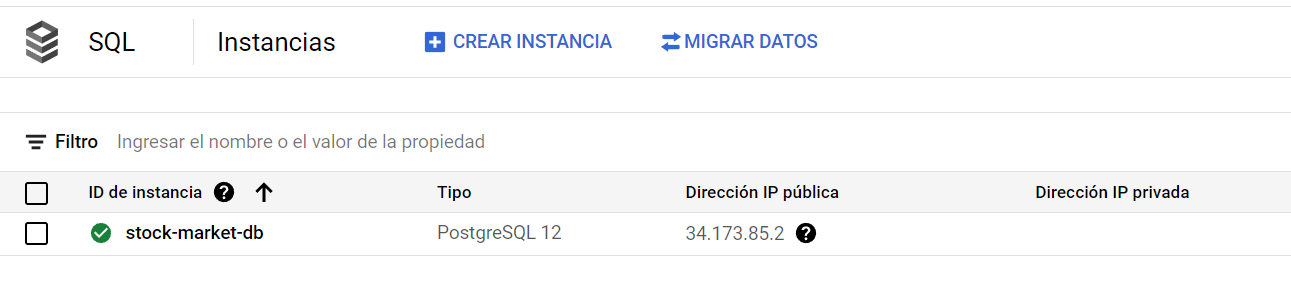 SQL Instancias CREAR INSTANCIA MIGRAR DATOS
Filtro Ingresar el nombre o el valor de la propiedad
ID de instancia ? Tipo Dirección IP pública Dirección IP privada
stock-market-db PostgreSQL 12 34.173.85.2 ?